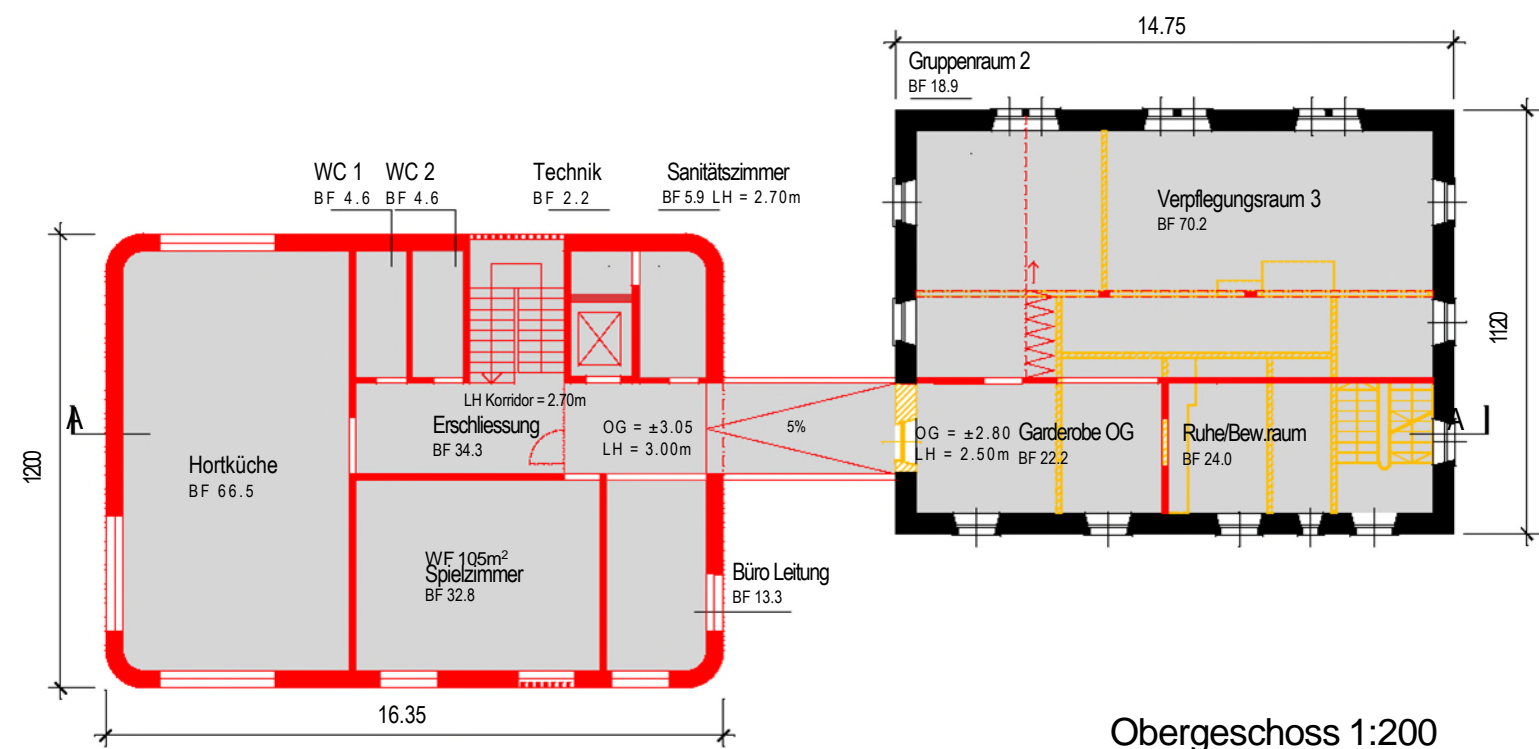 14.75
Gruppenraum 2
BF 18.9
WC 1
BF 4.6
WC 2
BF 4.6
Technik
BF 2.2
Sanitätszimmer
BF 5.9 LH = 2.70m
Verpflegungsraum 3
BF 70.2
1120
1200
A
Hortküche
BF 66.5
LH Korridor = 2.70m
Erschliessung
BF 34.3
OG = ±3.05
LH = 3.00m
5%
OG = ±2.80
LH = 2.50m
Garderobe OG
BF 22.2
Ruhe/Bew.raum
BF 24.0
A
WF 105m²
Spielzimmer
BF 32.8
Büro Leitung
BF 13.3
16.35
Obergeschoss 1:200